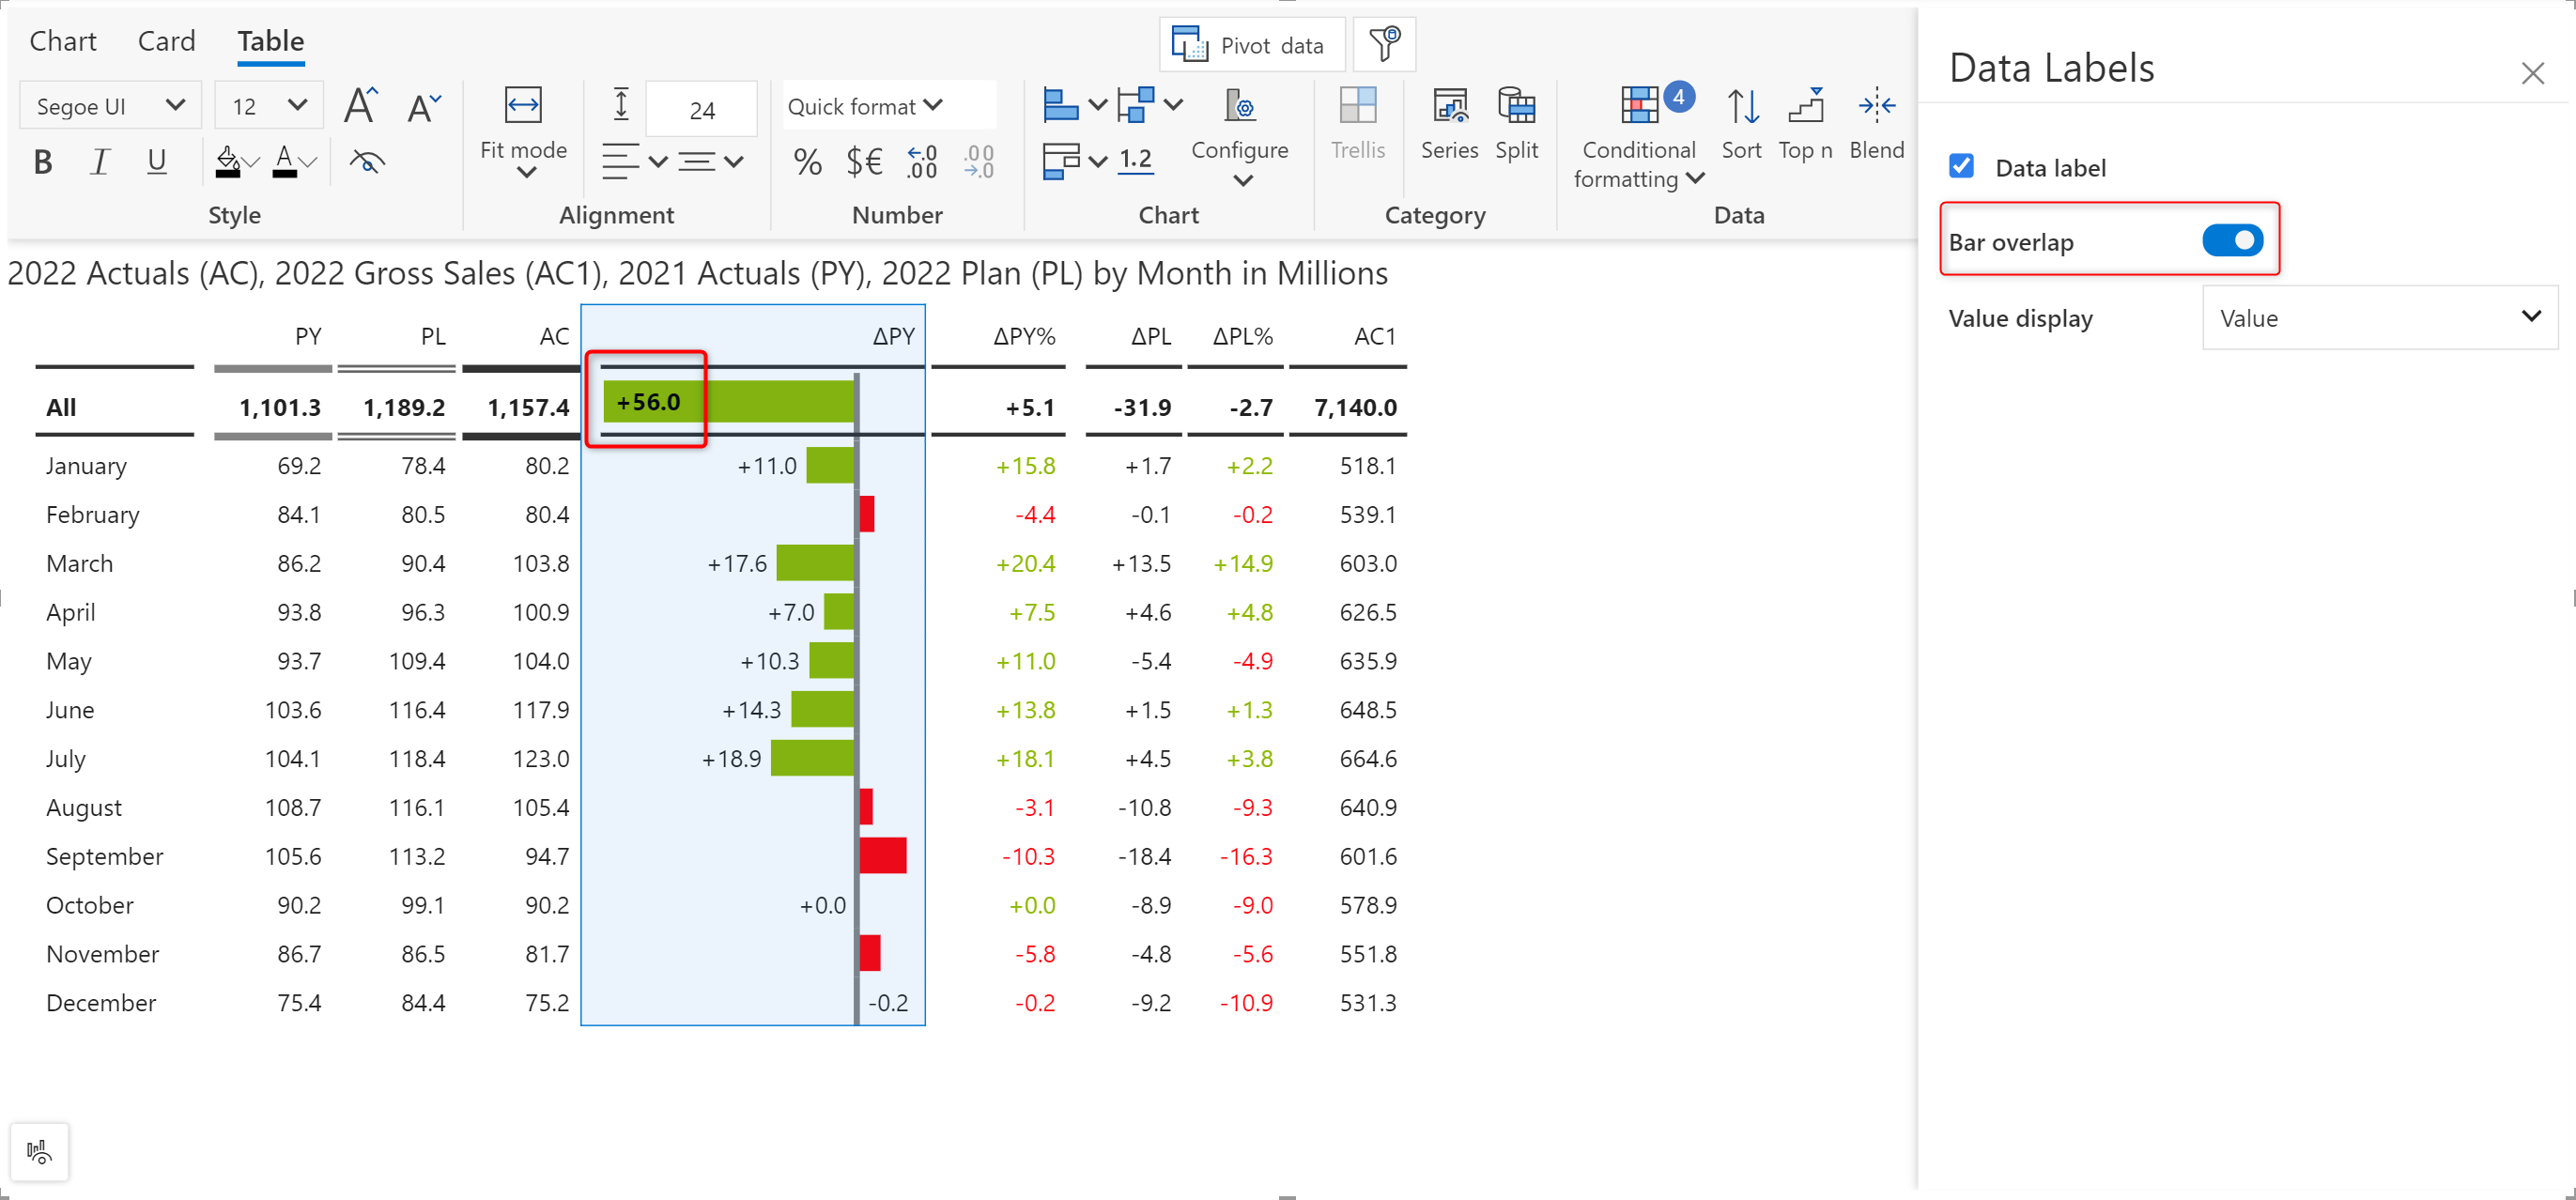 Chart Card Table
Pivot data
Segoe UI 12 A A
24
Quick format
B I U A
Fit mode
% $€ ←.0 .00 .00 →.0
1.2
Configure
Trellis
Series Split
4
Conditional formatting
Sort Top n Blend
Style Alignment Number Chart Category Data
2022 Actuals (AC), 2022 Gross Sales (AC1), 2021 Actuals (PY), 2022 Plan (PL) by Month in Millions
PY PL AC ΔPY ΔPY% ΔPL ΔPL% AC1
All 1,101.3 1,189.2 1,157.4 +56.0 +5.1 -31.9 -2.7 7,140.0
January 69.2 78.4 80.2 +11.0 +15.8 +1.7 +2.2 518.1
February 84.1 80.5 80.4 -4.4 -0.1 -0.2 539.1
March 86.2 90.4 103.8 +17.6 +20.4 +13.5 +14.9 603.0
April 93.8 96.3 100.9 +7.0 +7.5 +4.6 +4.8 626.5
May 93.7 109.4 104.0 +10.3 +11.0 -5.4 -4.9 635.9
June 103.6 116.4 117.9 +14.3 +13.8 +1.5 +1.3 648.5
July 104.1 118.4 123.0 +18.9 +18.1 +4.5 +3.8 664.6
August 108.7 116.1 105.4 -3.1 -10.8 -9.3 640.9
September 105.6 113.2 94.7 -10.3 -18.4 -16.3 601.6
October 90.2 99.1 90.2 +0.0 +0.0 -8.9 -9.0 578.9
November 86.7 86.5 81.7 -5.8 -4.8 -5.6 551.8
December 75.4 84.4 75.2 -0.2 -0.2 -9.2 -10.9 531.3
Data Labels
Data label
Bar overlap
Value display Value